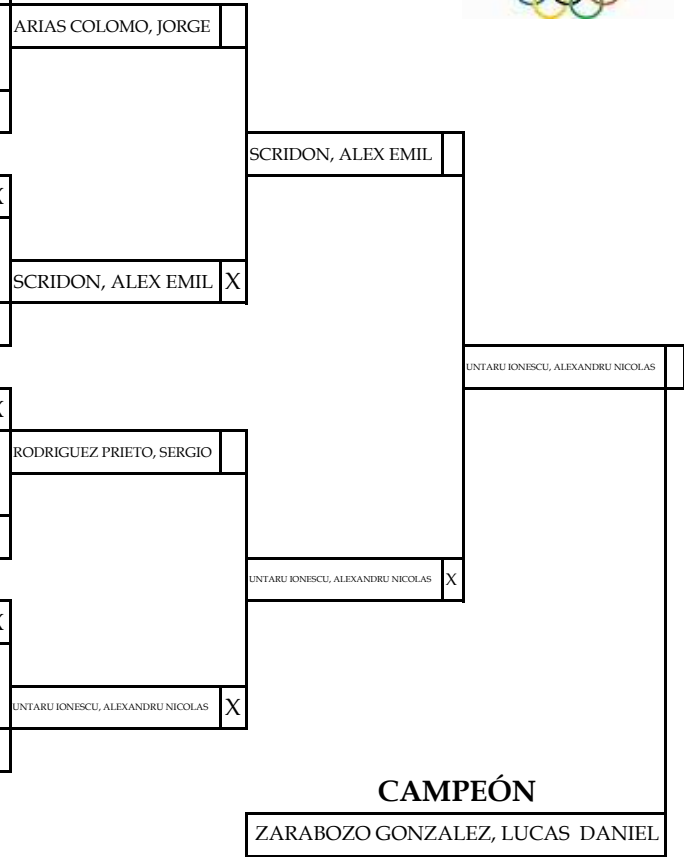 ARIAS COLOMO, JORGE
SCRIDON, ALEX EMIL
X
SCRIDON, ALEX EMIL X
UNTARU IONESCU, ALEXANDRU NICOLAS
X
RODRIGUEZ PRIETO, SERGIO
UNTARU IONESCU, ALEXANDRU NICOLAS X
X
UNTARU IONESCU, ALEXANDRU NICOLAS X
CAMPEÓN
ZARABOZO GONZALEZ, LUCAS DANIEL